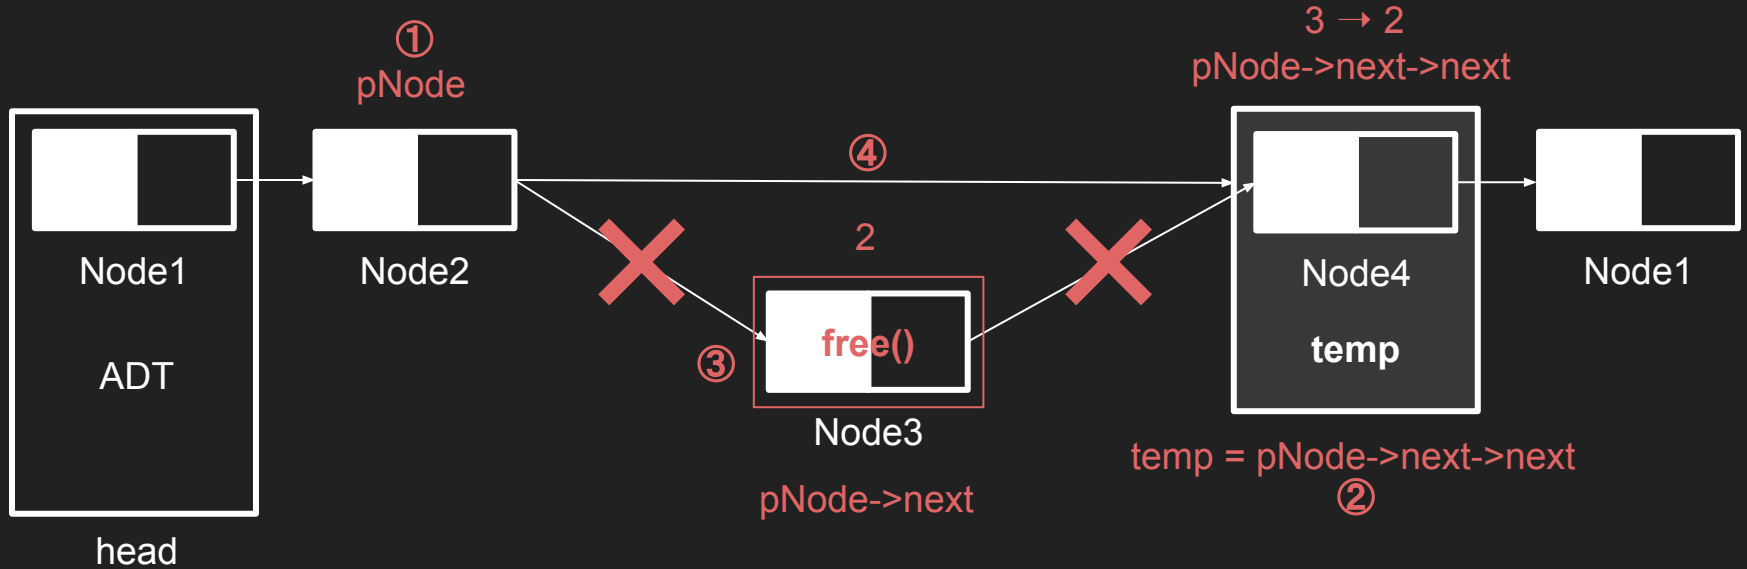 ①
pNode
3 → 2
pNode->next->next
④
Node1
Node2
2
Node4
Node1
ADT
③
free()
temp
Node3
temp = pNode->next->next
②
pNode->next
head